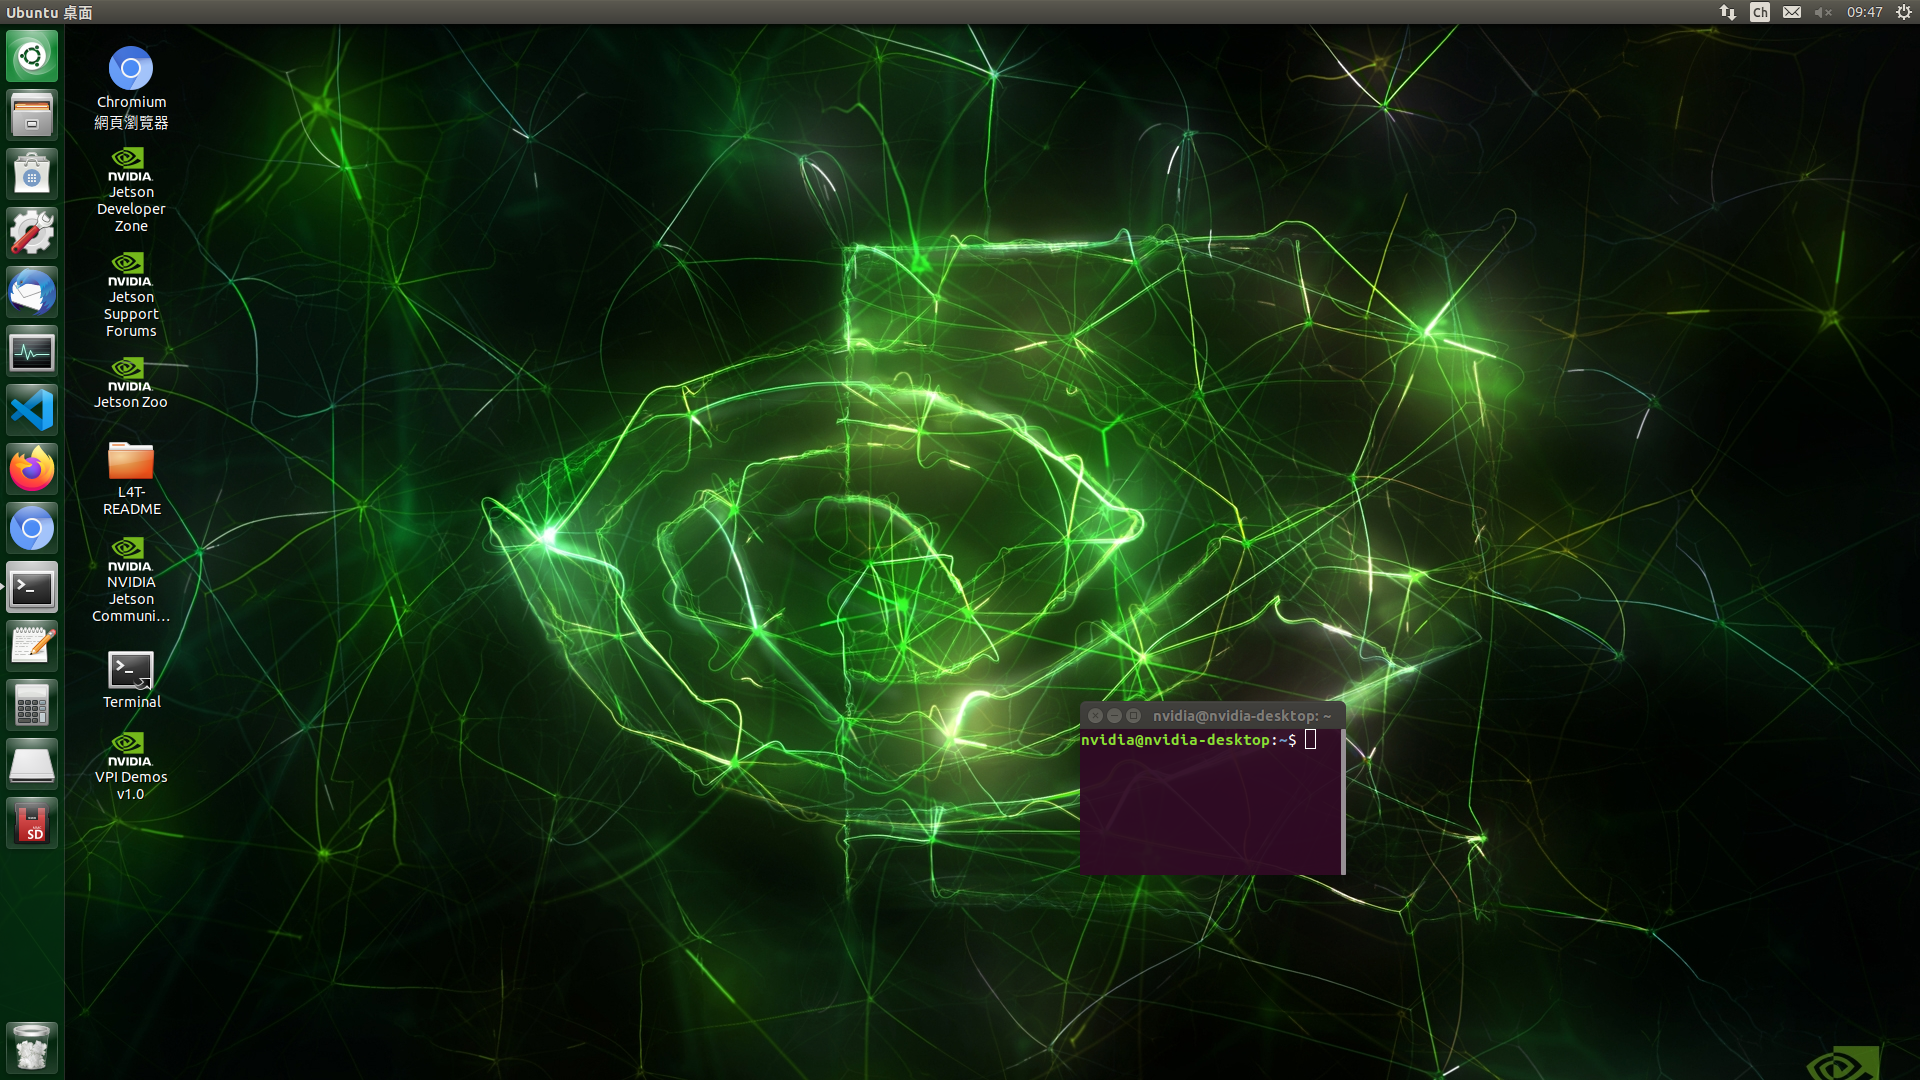 Ubuntu 桌面
Ch
09:47
Chromium
網頁瀏覽器
NVIDIA.
Jetson
Developer
Zone
NVIDIA.
Jetson
Support
Forums
NVIDIA.
Jetson Zoo
L4T-
README
NVIDIA.
NVIDIA
Jetson
Communi...
>_
Terminal
NVIDIA.
VPI Demos
v1.0
>_
SD
nvidia@nvidia-desktop: ~
nvidia@nvidia-desktop:~$